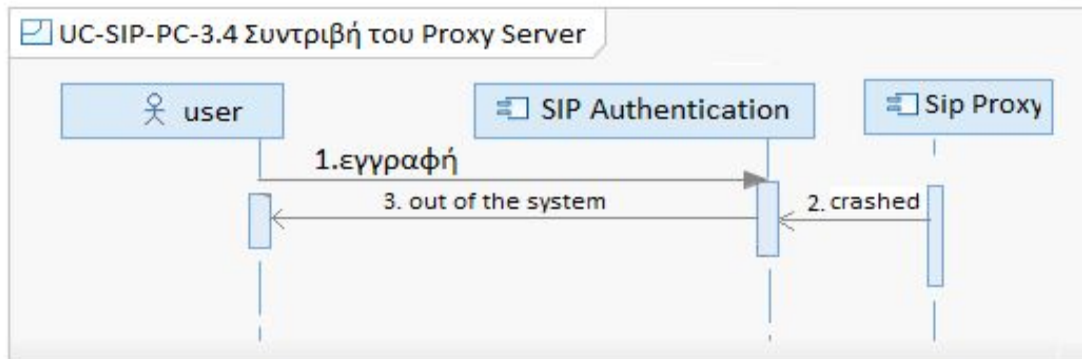 UC-SIP-PC-3.4 Συντριβή του Proxy Server
user
SIP Authentication
Sip Proxy
1.εγγραφή
3. out of the system
2. crashed